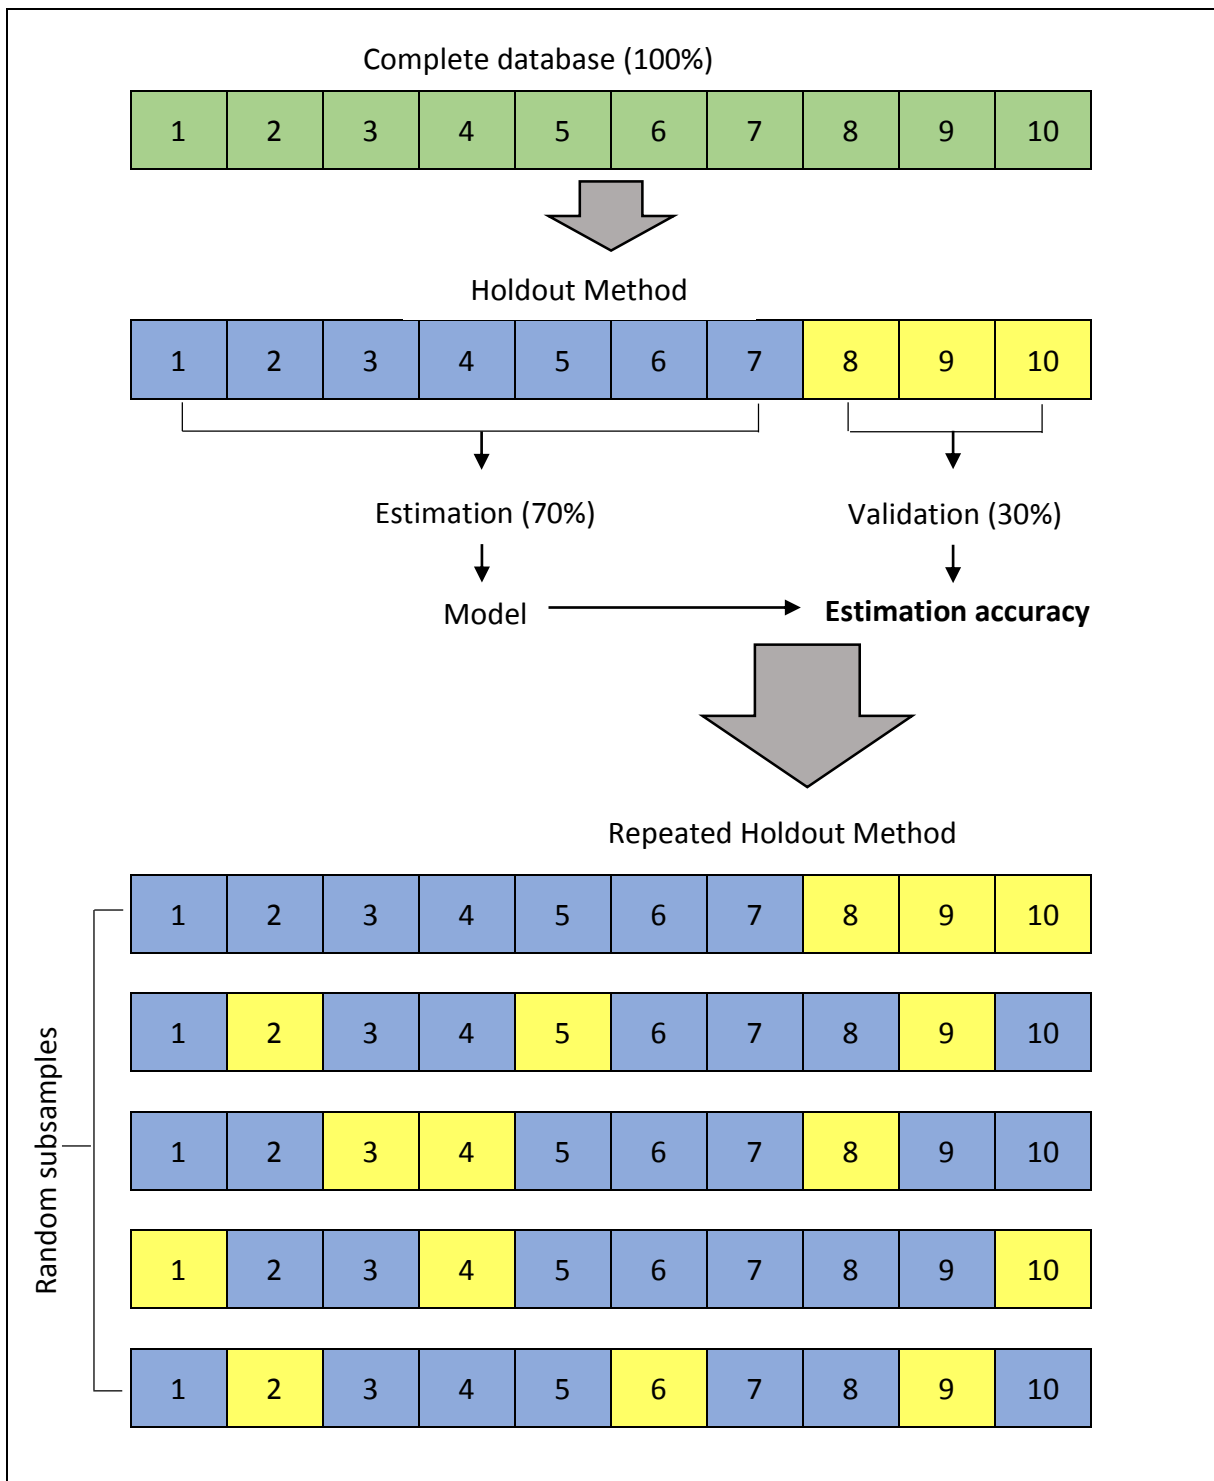 Complete database (100%)
1 2 3 4 5 6 7 8 9 10
Holdout Method
1 2 3 4 5 6 7 8 9 10
Estimation (70%) Validation (30%)
Model Estimation accuracy
Repeated Holdout Method
Random subsamples
1 2 3 4 5 6 7 8 9 10
1 2 3 4 5 6 7 8 9 10
1 2 3 4 5 6 7 8 9 10
1 2 3 4 5 6 7 8 9 10
1 2 3 4 5 6 7 8 9 10